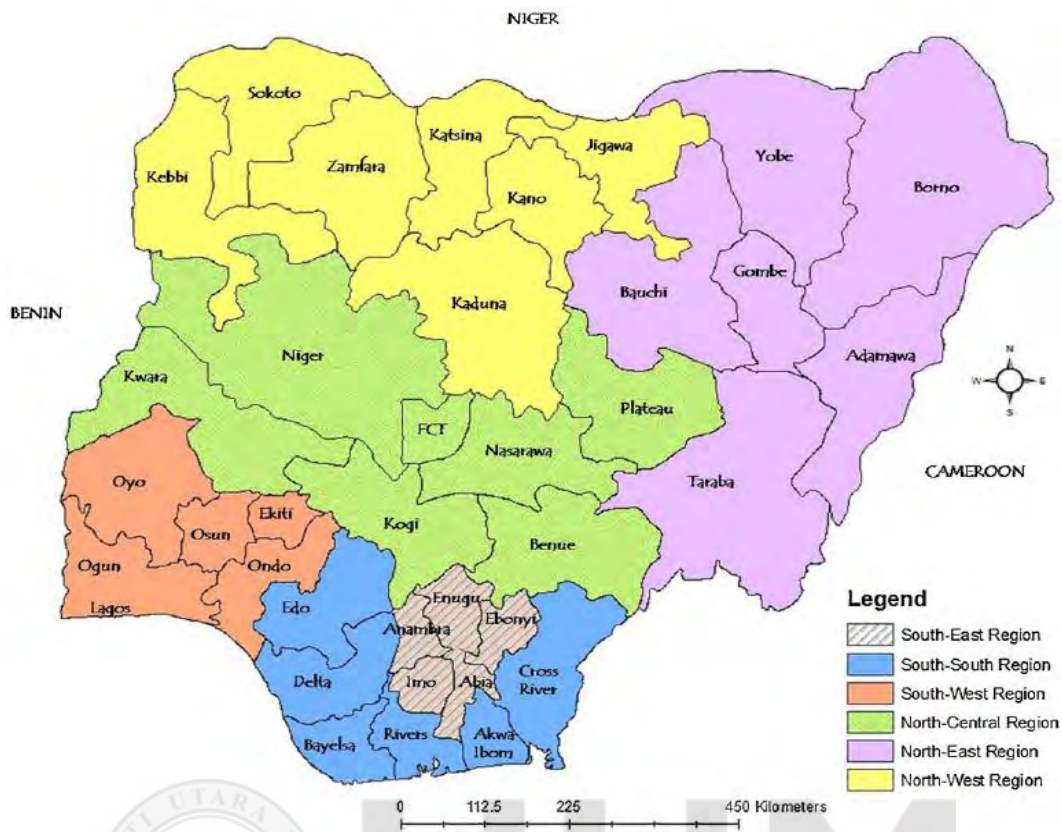 NIGER
Sokoto
Katsina
Jigawa
Yobe
Kebbi
Zamfara
Kano
Borno
Gombe
Bauchi
Kaduna
BENIN
Niger
Adamawa
N
W E
S
Kwara
Plateau
FCT
Nasarawa
CAMEROON
Oyo
Taraba
Ekiti
Osun
Kogi
Benue
Ogun
Ondo
Lagos
Edo
Enugu
Ebonyi
Anambra
Delta
Imo
Abia
Cross
River
Bayelsa
Rivers
Akwa
Ibom
Legend
South-East Region
South-South Region
South-West Region
North-Central Region
North-East Region
North-West Region
0 112.5 225 450 Kilometers
UTARA